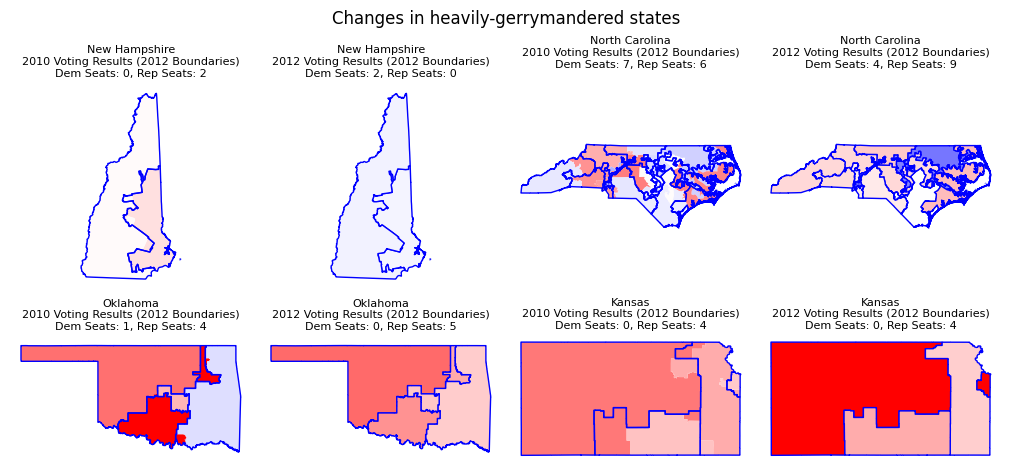 Changes in heavily-gerrymandered states
New Hampshire
2010 Voting Results (2012 Boundaries)
Dem Seats: 0, Rep Seats: 2
New Hampshire
2012 Voting Results (2012 Boundaries)
Dem Seats: 2, Rep Seats: 0
North Carolina
2010 Voting Results (2012 Boundaries)
Dem Seats: 7, Rep Seats: 6
North Carolina
2012 Voting Results (2012 Boundaries)
Dem Seats: 4, Rep Seats: 9
Oklahoma
2010 Voting Results (2012 Boundaries)
Dem Seats: 1, Rep Seats: 4
Oklahoma
2012 Voting Results (2012 Boundaries)
Dem Seats: 0, Rep Seats: 5
Kansas
2010 Voting Results (2012 Boundaries)
Dem Seats: 0, Rep Seats: 4
Kansas
2012 Voting Results (2012 Boundaries)
Dem Seats: 0, Rep Seats: 4